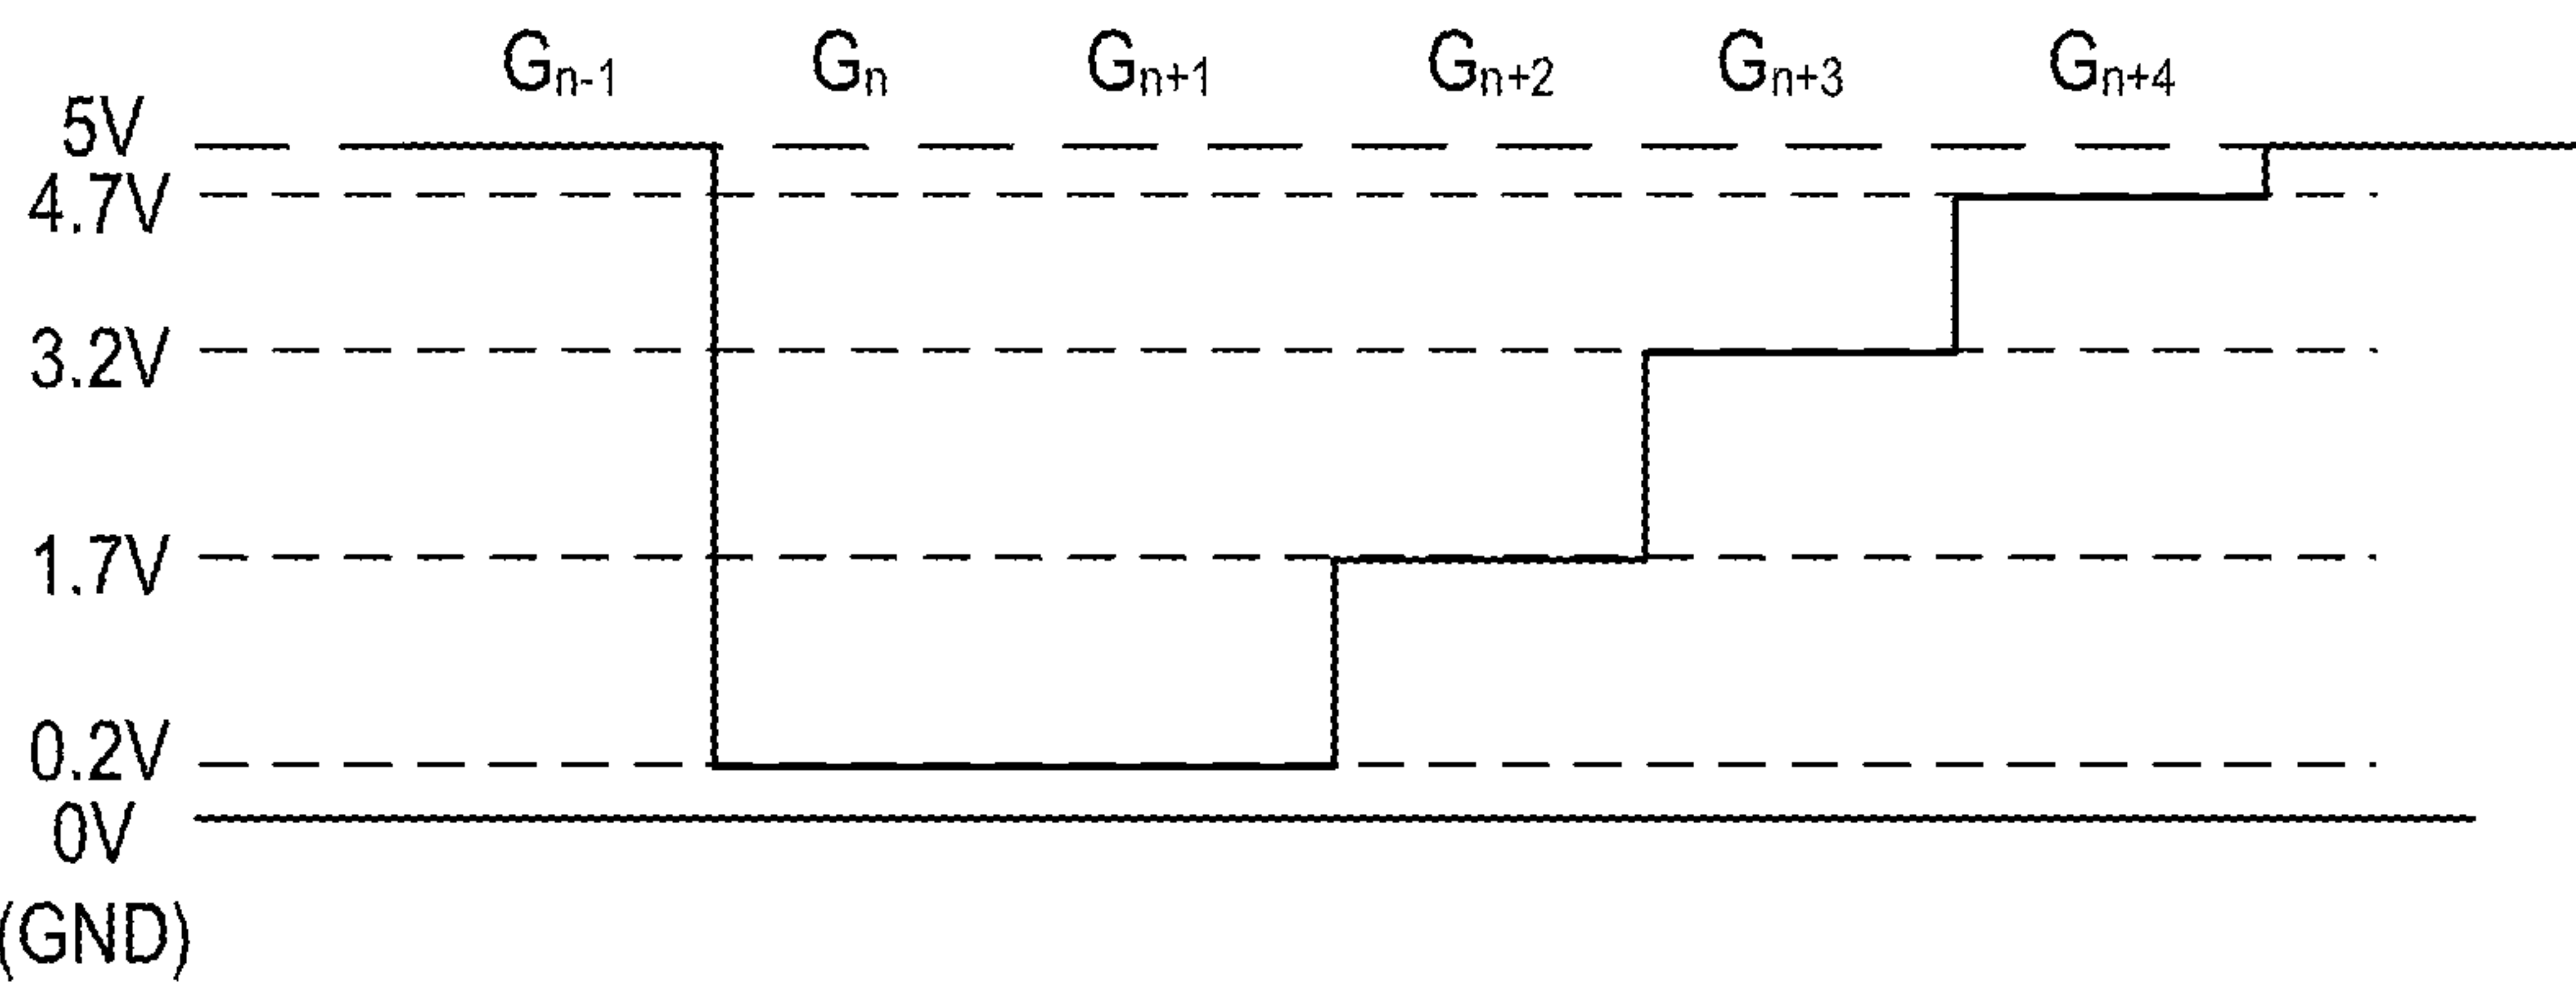 Gn-1 Gn Gn+1 Gn+2 Gn+3 Gn+4
5V
4.7V
3.2V
1.7V
0.2V
0V
(GND)